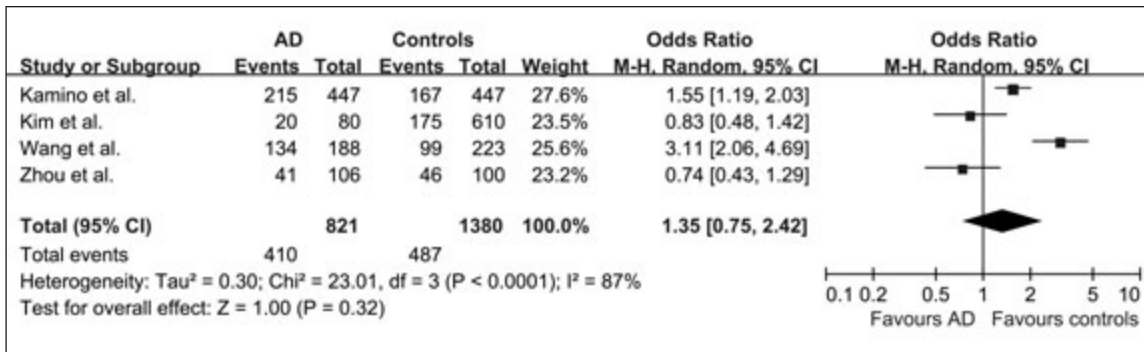 AD Controls Odds Ratio Odds Ratio
Study or Subgroup Events Total Events Total Weight M-H, Random, 95% CI M-H, Random, 95% CI
Kamino et al. 215 447 167 447 27.6% 1.55 [1.19, 2.03]
Kim et al. 20 80 175 610 23.5% 0.83 [0.48, 1.42]
Wang et al. 134 188 99 223 25.6% 3.11 [2.06, 4.69]
Zhou et al. 41 106 46 100 23.2% 0.74 [0.43, 1.29]
Total (95% CI) 821 1380 100.0% 1.35 [0.75, 2.42]
Total events 410 487
Heterogeneity: Tau² = 0.30; Chi² = 23.01, df = 3 (P < 0.0001); I² = 87%
Test for overall effect: Z = 1.00 (P = 0.32)
0.1 0.2 0.5 1 2 5 10
Favours AD Favours controls